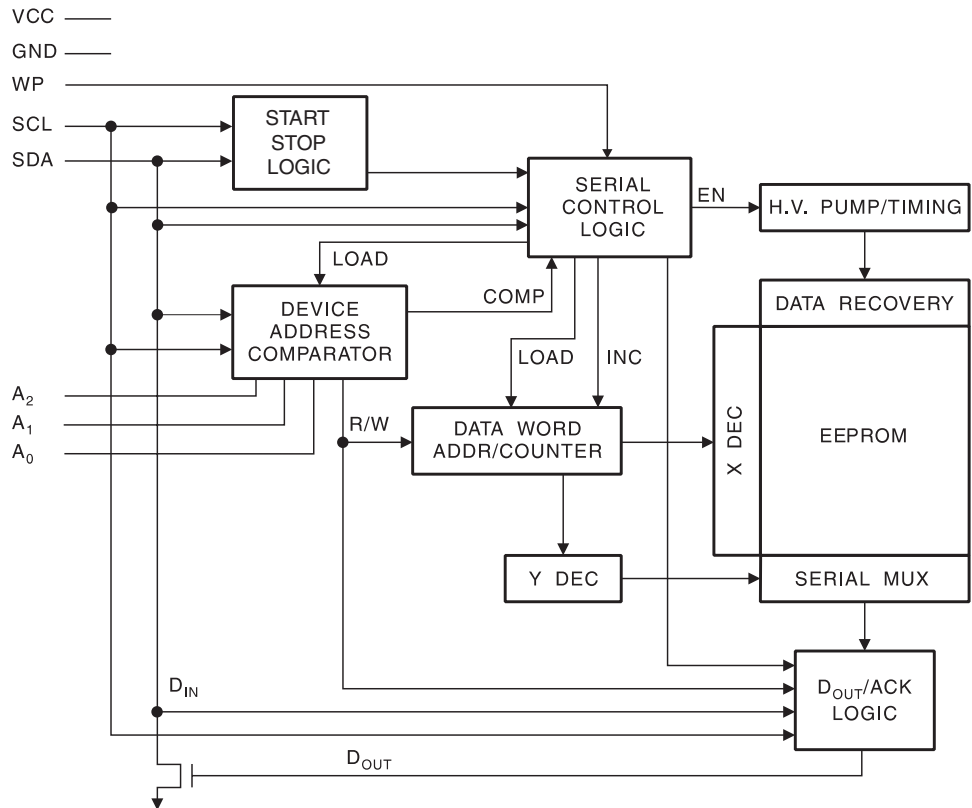 VCC
GND
WP
SCL
SDA
START
STOP
LOGIC
SERIAL
CONTROL
LOGIC
EN
H.V. PUMP/TIMING
LOAD
COMP
DEVICE
ADDRESS
COMPARATOR
DATA RECOVERY
LOAD
INC
A2
A1
A0
R/W
DATA WORD
ADDR/COUNTER
X DEC
EEPROM
Y DEC
SERIAL MUX
DIN
DOUT/ACK
LOGIC
DOUT